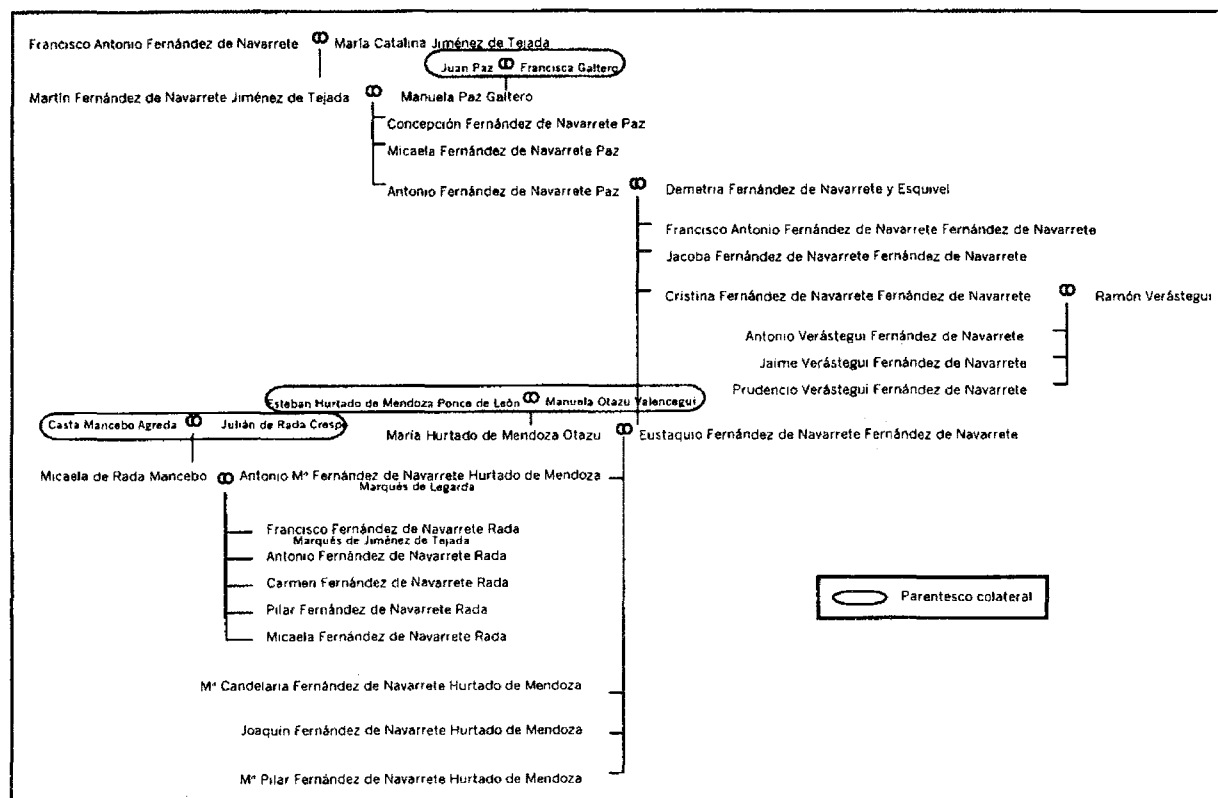 Francisco Antonio Fernández de Navarrete María Catalina Jiménez de Tejada
Juan Paz Francisca Galtero
Martín Fernández de Navarrete Jiménez de Tejada Manuela Paz Galtero
Concepción Fernández de Navarrete Paz
Micaela Fernández de Navarrete Paz
Antonio Fernández de Navarrete Paz Demetria Fernández de Navarrete y Esquivel
Francisco Antonio Fernández de Navarrete Fernández de Navarrete
Jacoba Fernández de Navarrete Fernández de Navarrete
Cristina Fernández de Navarrete Fernández de Navarrete Ramón Verástegui
Antonio Verástegui Fernández de Navarrete
Jaime Verástegui Fernández de Navarrete
Prudencio Verástegui Fernández de Navarrete
Esteban Hurtado de Mendoza Ponce de León Manuela Otazu Valencegui
Casta Mancebo Agreda Julián de Rada Crespo
María Hurtado de Mendoza Otazu Eustaquio Fernández de Navarrete Fernández de Navarrete
Micaela de Rada Mancebo Antonio Mª Fernández de Navarrete Hurtado de Mendoza
Marqués de Legarda
Francisco Fernández de Navarrete Rada
Marqués de Jiménez de Tejada
Antonio Fernández de Navarrete Rada
Carmen Fernández de Navarrete Rada
Pilar Fernández de Navarrete Rada
Micaela Fernández de Navarrete Rada
Parentesco colateral
Mª Candelaria Fernández de Navarrete Hurtado de Mendoza
Joaquín Fernández de Navarrete Hurtado de Mendoza
Mª Pilar Fernández de Navarrete Hurtado de Mendoza